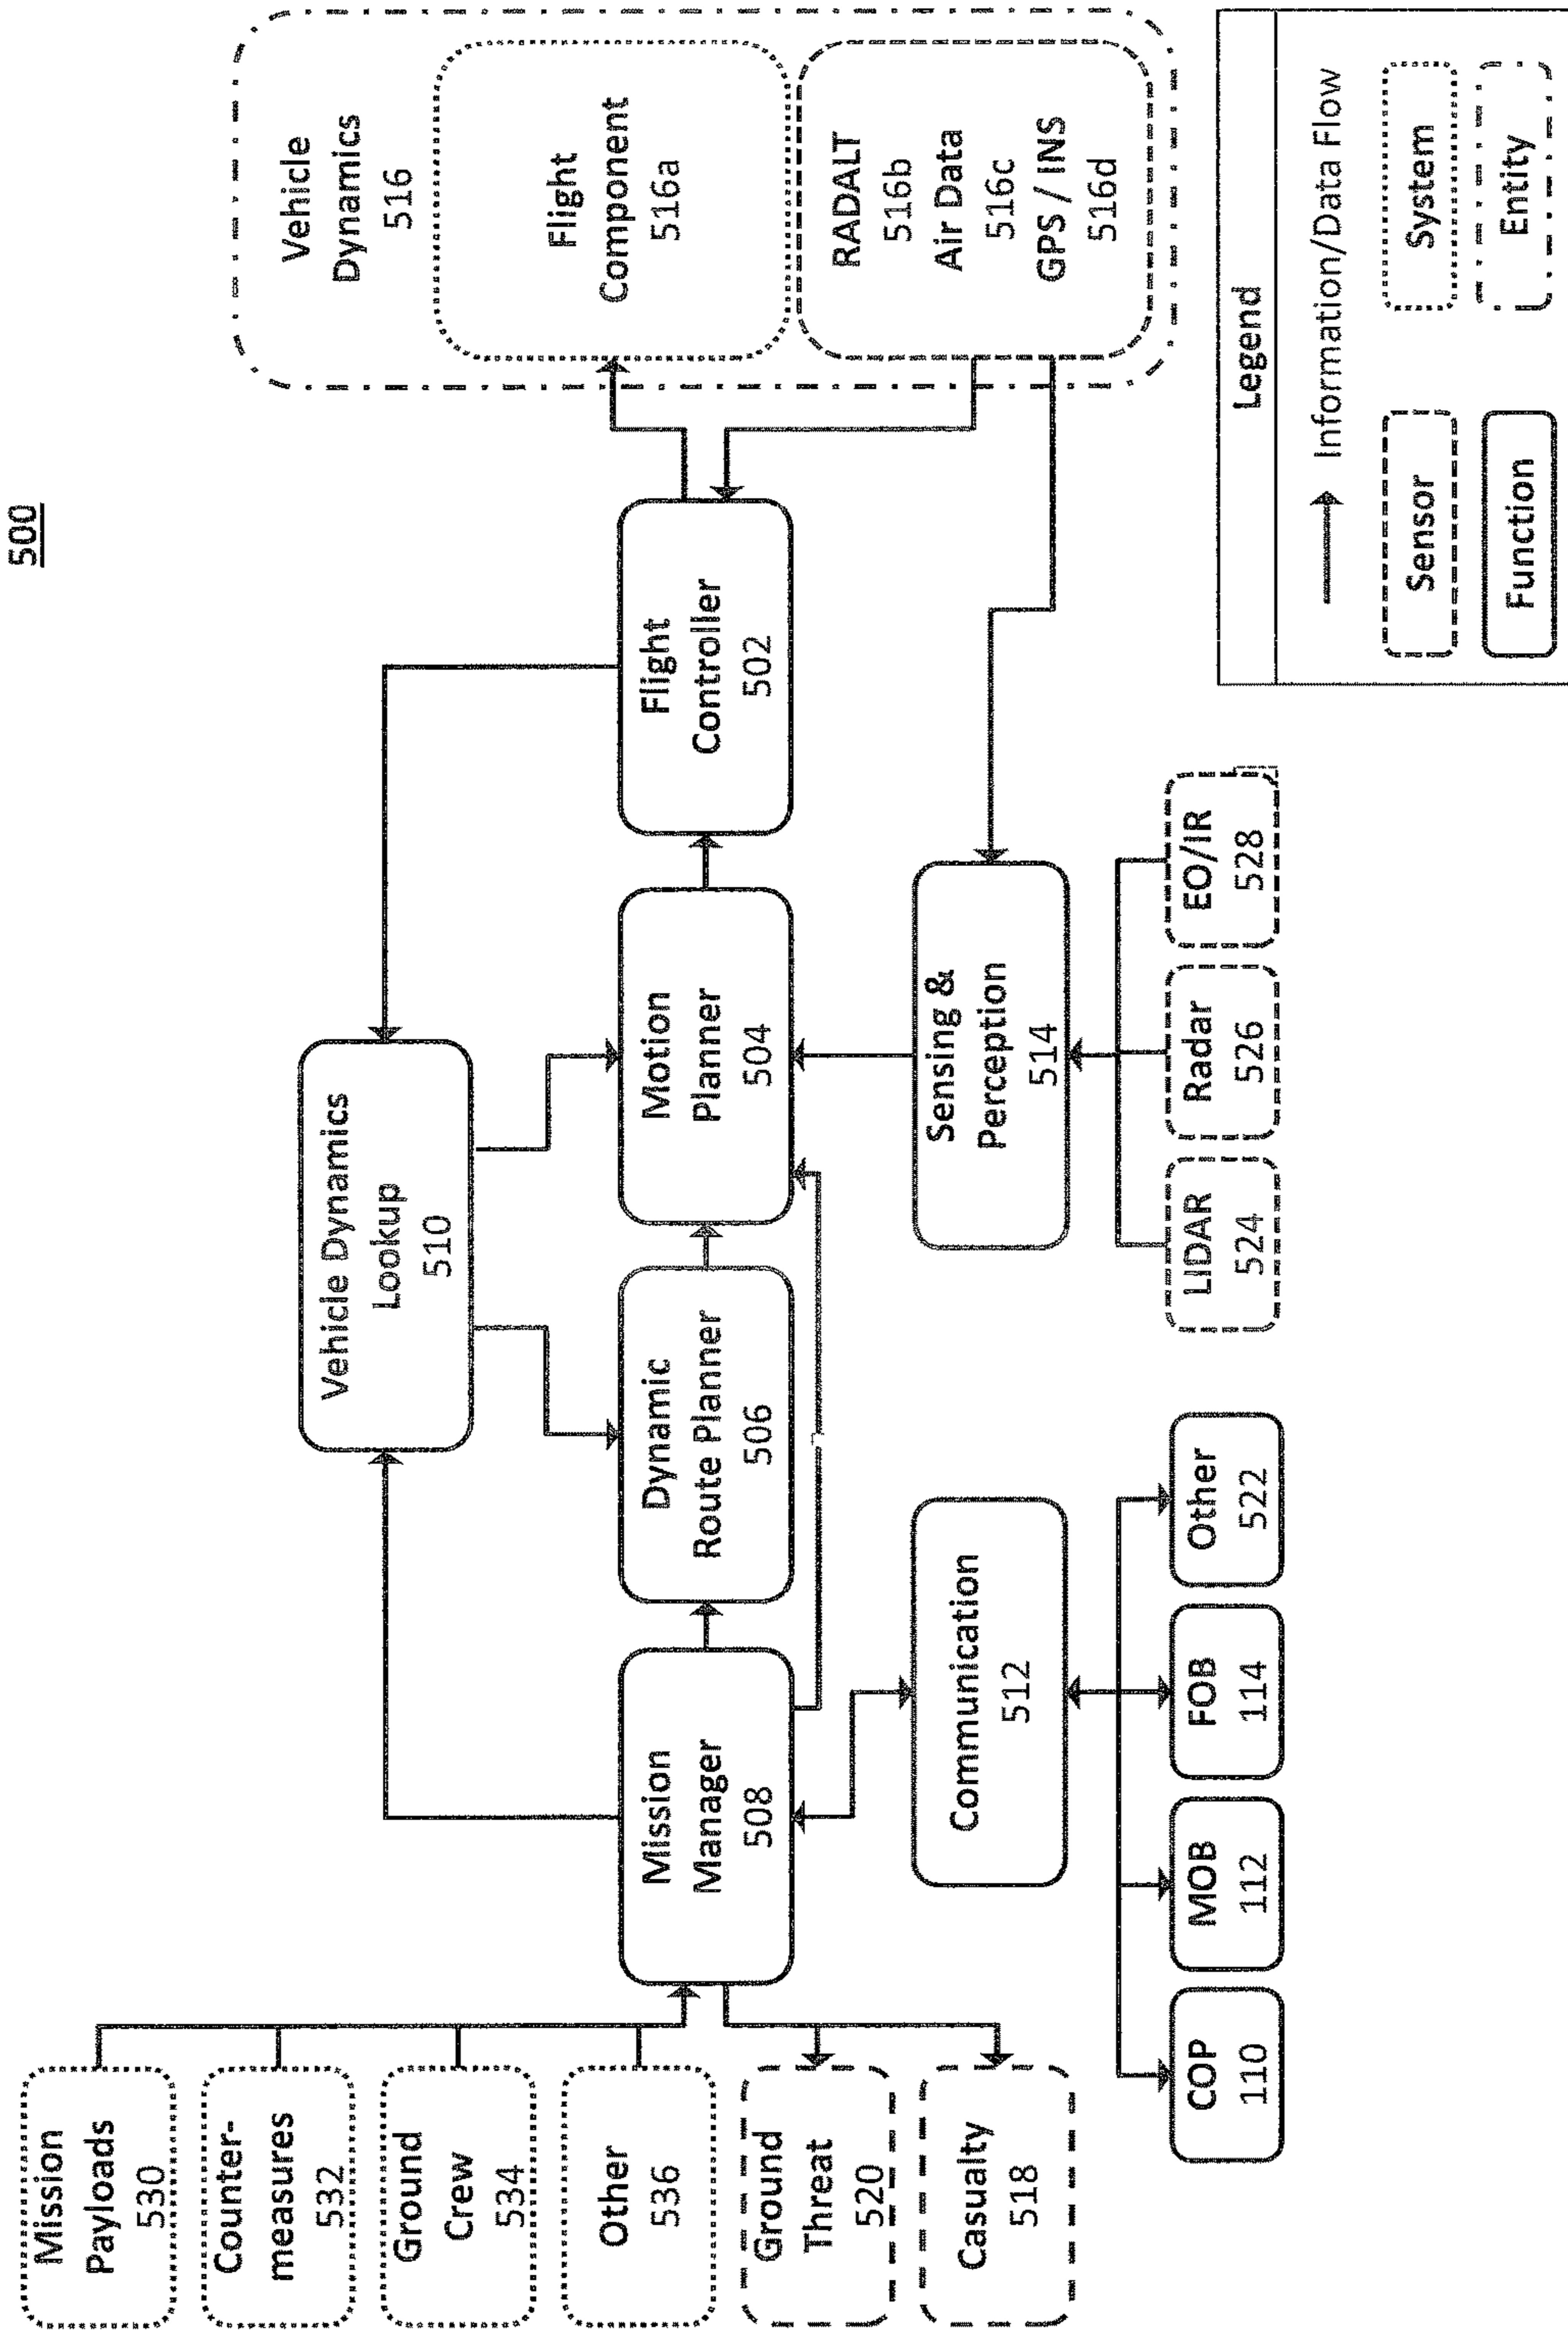 500
Mission
Payloads
530
Counter-
measures
532
Ground
Crew
534
Other
536
Ground
Threat
520
Casualty
518
Vehicle Dynamics
Lookup
510
Mission
Manager
508
Dynamic
Route Planner
506
Motion
Planner
504
Flight
Controller
502
Vehicle
Dynamics
516
Flight
Component
516a
RADALT
516b
Air Data
516c
GPS / INS
516d
Communication
512
Sensing &
Perception
514
COP
110
MOB
112
FOB
114
Other
522
LIDAR
524
Radar
526
EO/IR
528
Legend
Information/Data Flow
Sensor
System
Function
Entity